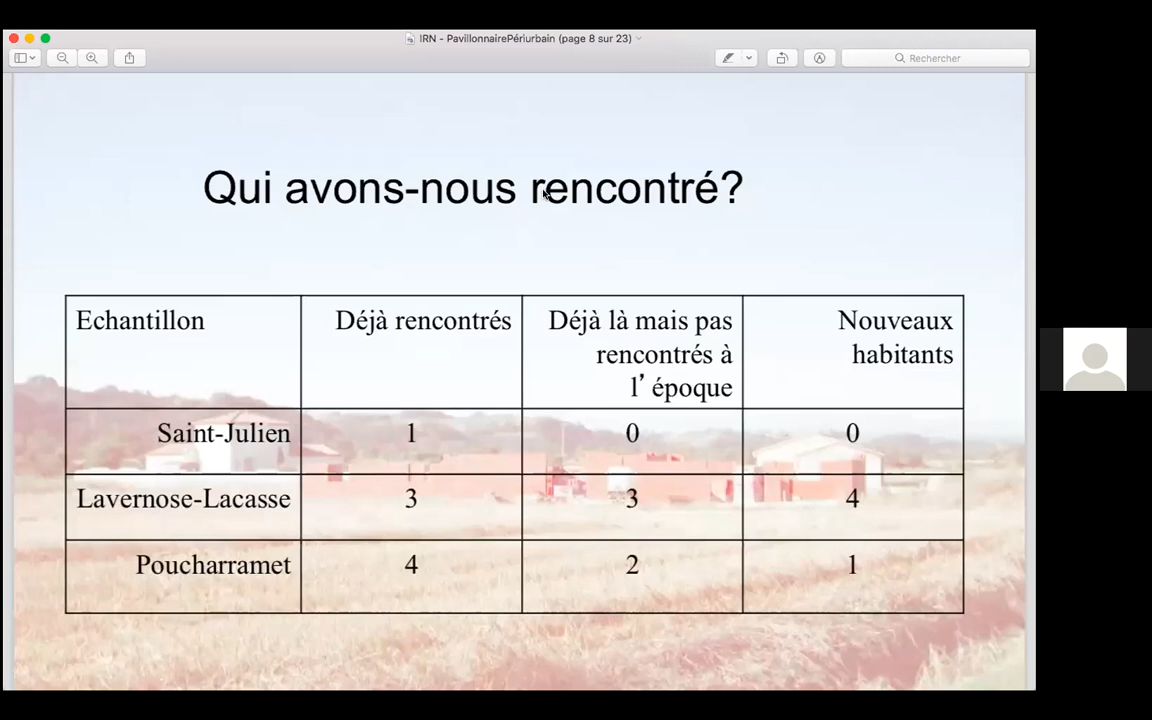 IRN - PavillonnairePériurbain (page 8 sur 23)
Rechercher
Qui avons-nous rencontré?
Echantillon Déjà rencontrés Déjà là mais pas Nouveaux
rencontrés à habitants
l’époque
Saint-Julien 1 0 0
Lavernose-Lacasse 3 3 4
Poucharramet 4 2 1